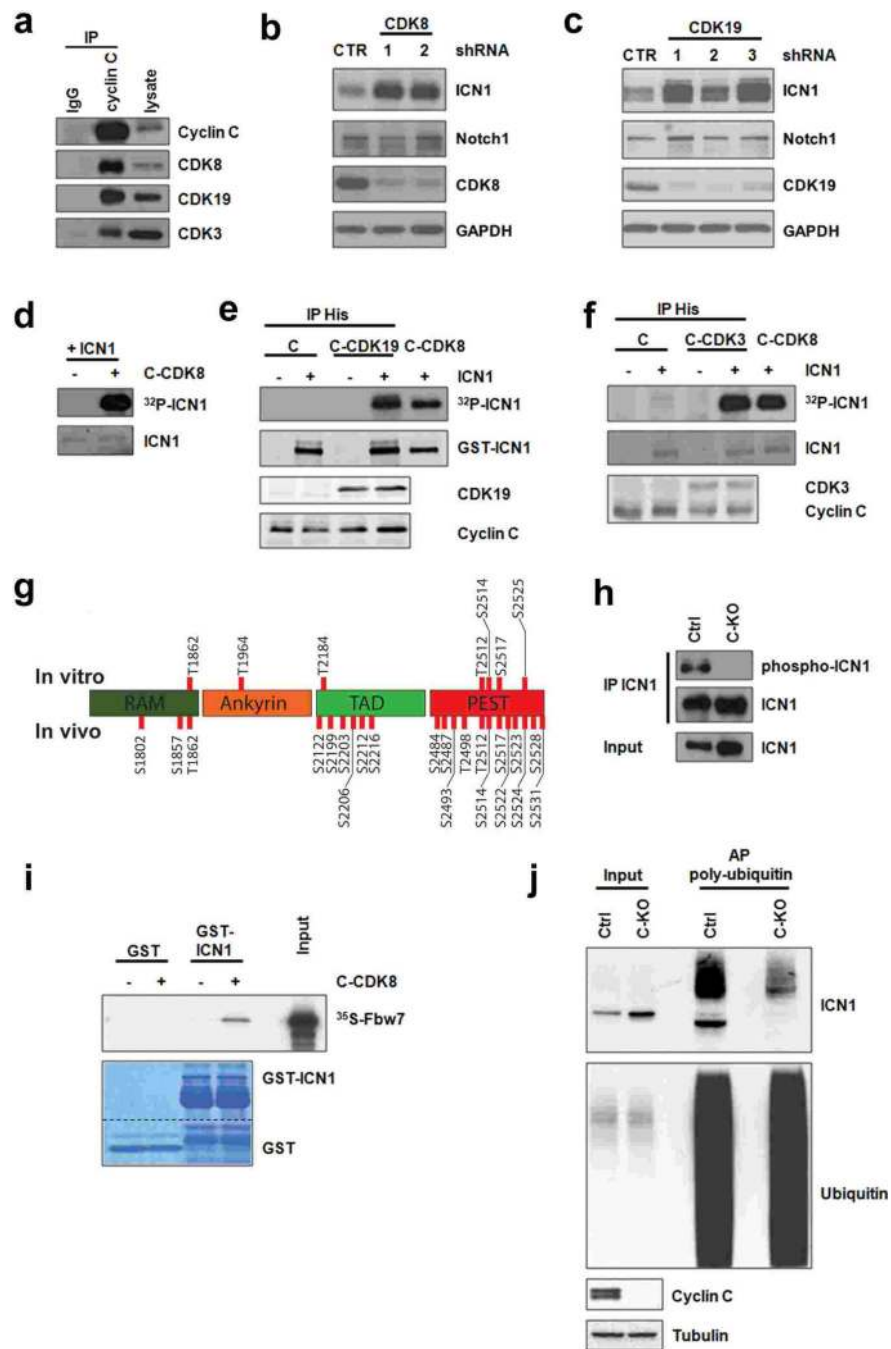 a
IP
IgG
cyclin C
lysate
Cyclin C
CDK8
CDK19
CDK3
b
CDK8
CTR 1 2 shRNA
ICN1
Notch1
CDK8
GAPDH
c
CDK19
CTR 1 2 3 shRNA
ICN1
Notch1
CDK19
GAPDH
d
+ ICN1
- + C-CDK8
32P-ICN1
ICN1
e
IP His
C C-CDK19 C-CDK8
- + - + + ICN1
32P-ICN1
GST-ICN1
CDK19
Cyclin C
f
IP His
C C-CDK3 C-CDK8
- + - + + ICN1
32P-ICN1
ICN1
CDK3
Cyclin C
g
In vitro
T1862
T1964
T2184
T2512
S2514
S2517
S2525
RAM Ankyrin TAD PEST
In vivo
S1802
S1857
T1862
S2122
S2199
S2203
S2206
S2212
S2216
S2484
S2487
S2493
T2498
T2512
S2514
S2517
S2522
S2523
S2524
S2528
S2531
h
Ctrl
C-KO
IP ICN1
phospho-ICN1
ICN1
Input
ICN1
i
GST
GST-
ICN1
Input
- + - + C-CDK8
35S-Fbw7
GST-ICN1
GST
j
Input
AP
poly-ubiquitin
Ctrl
C-KO
Ctrl
C-KO
ICN1
Ubiquitin
Cyclin C
Tubulin